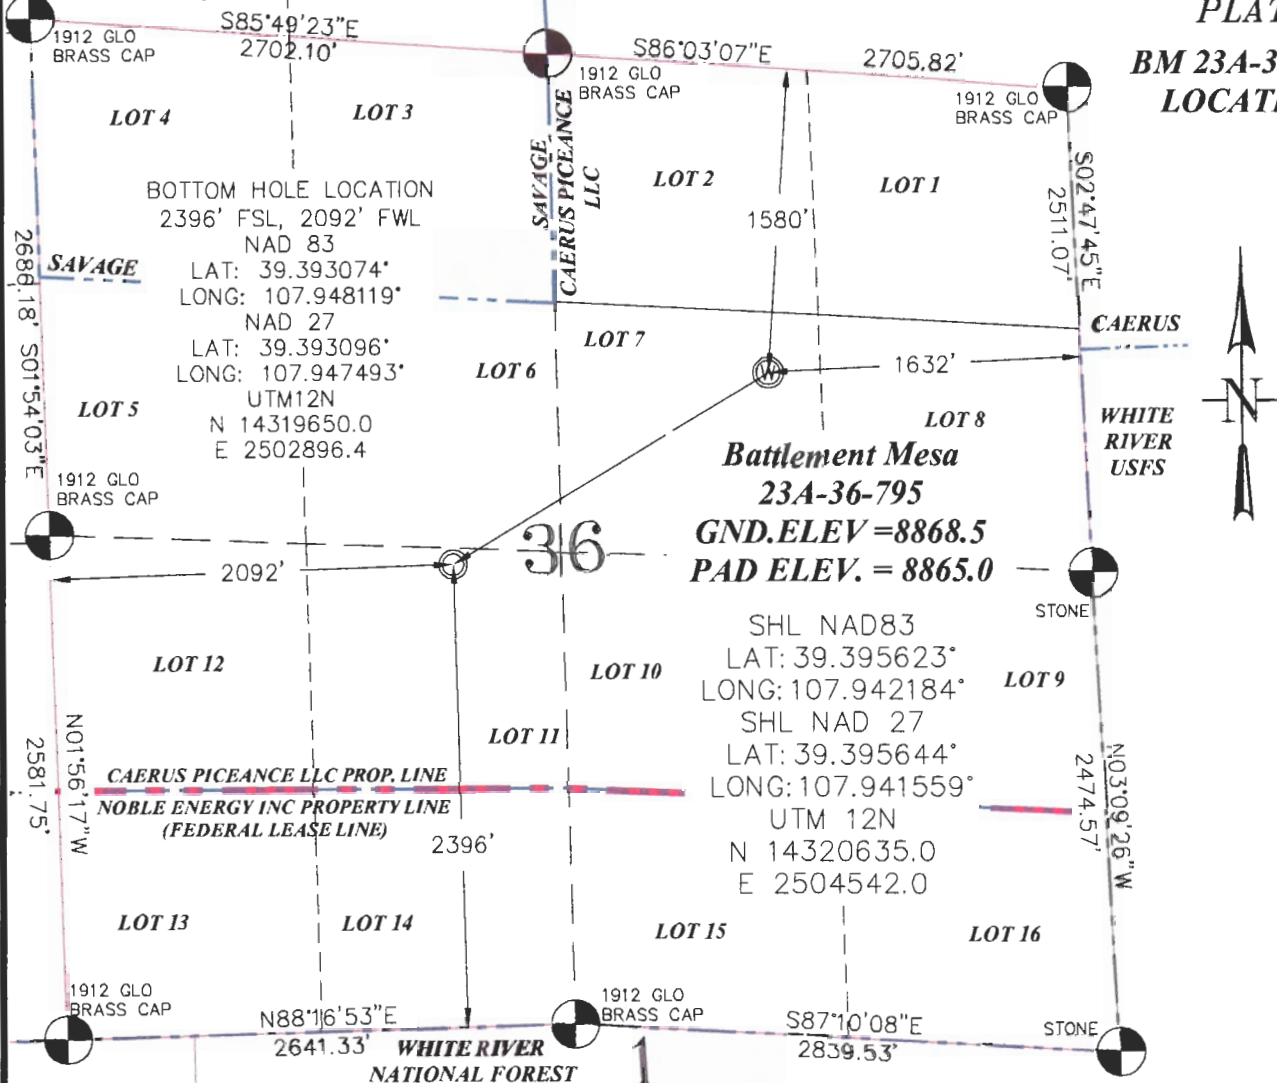 PLAT
BM 23A-3
LOCATI
S85°49'23"E
2702.10'
S86°03'07"E
2705.82'
1912 GLO
BRASS CAP
1912 GLO
BRASS CAP
1912 GLO
BRASS CAP
LOT 4
LOT 3
LOT 2
LOT 1
SAVAGE
CAERUS PICEANCE
LLC
S02°47'45"E
2511.07'
1580'
BOTTOM HOLE LOCATION
2396' FSL, 2092' FWL
NAD 83
LAT: 39.393074°
LONG: 107.948119°
NAD 27
LAT: 39.393096°
LONG: 107.947493°
UTM12N
N 14319650.0
E 2502896.4
SAVAGE
2686.18' S01°54'03"E
LOT 5
LOT 6
LOT 7
CAERUS
W
1632'
LOT 8
WHITE
RIVER
USFS
N
Battlement Mesa
23A-36-795
GND.ELEV =8868.5
PAD ELEV. = 8865.0
1912 GLO
BRASS CAP
36
2092'
STONE
SHL NAD83
LAT: 39.395623°
LONG: 107.942184°
SHL NAD 27
LAT: 39.395644°
LONG: 107.941559°
UTM 12N
N 14320635.0
E 2504542.0
LOT 12
LOT 10
LOT 9
LOT 11
N01°56'17"W
2581.75'
CAERUS PICEANCE LLC PROP. LINE
NOBLE ENERGY INC PROPERTY LINE
(FEDERAL LEASE LINE)
2396'
N03°09'26"W
2474.57'
LOT 13
LOT 14
LOT 15
LOT 16
1912 GLO
BRASS CAP
1912 GLO
BRASS CAP
STONE
N88°16'53"E
2641.33'
S87°10'08"E
2839.53'
WHITE RIVER
NATIONAL FOREST
1